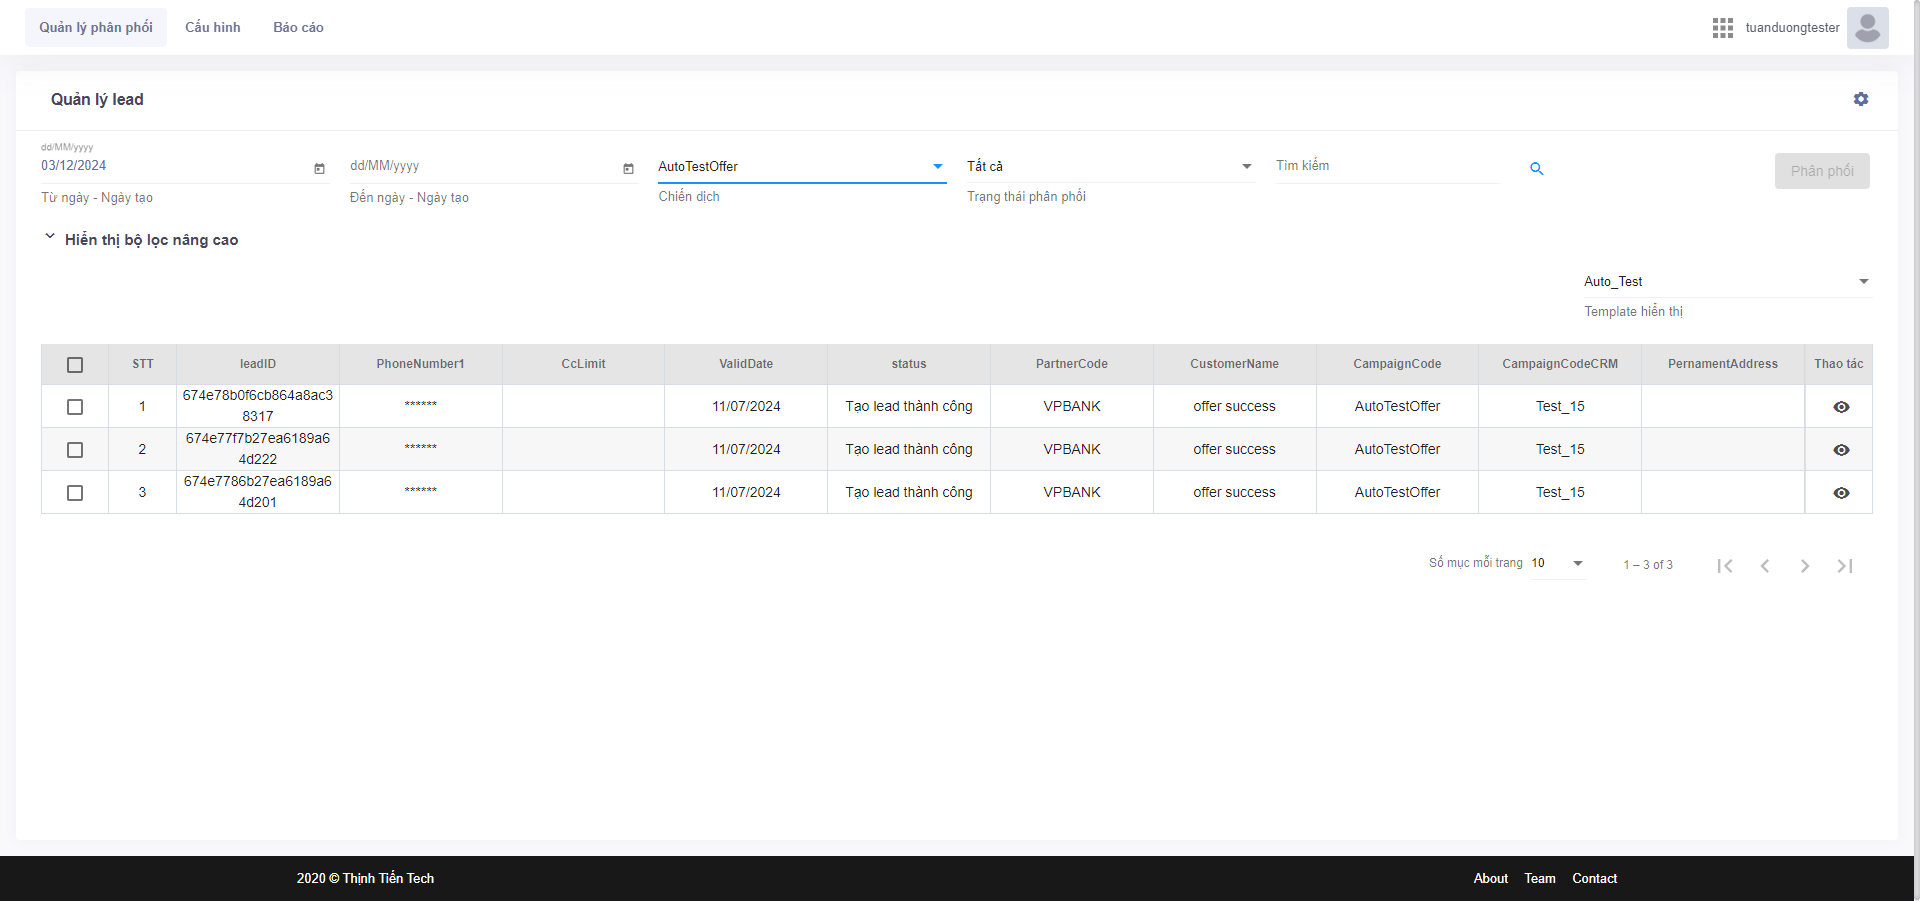 Quản lý phân phối Cấu hình Báo cáo tuanduongtester
Quản lý lead
dd/MM/yyyy
03/12/2024 dd/MM/yyyy AutoTestOffer Tất cả Tìm kiếm Phân phối
Từ ngày - Ngày tạo Đến ngày - Ngày tạo Chiến dịch Trạng thái phân phối
Hiển thị bộ lọc nâng cao
Auto_Test
Template hiển thị
STT leadID PhoneNumber1 CcLimit ValidDate status PartnerCode CustomerName CampaignCode CampaignCodeCRM PernamentAddress Thao tác
674e78b0f6cb864a8ac3
1 ****** 11/07/2024 Tạo lead thành công VPBANK offer success AutoTestOffer Test_15
8317
674e77f7b27ea6189a6
2 ****** 11/07/2024 Tạo lead thành công VPBANK offer success AutoTestOffer Test_15
4d222
674e7786b27ea6189a6
3 ****** 11/07/2024 Tạo lead thành công VPBANK offer success AutoTestOffer Test_15
4d201
Số mục mỗi trang 10 1 – 3 of 3
2020 © Thịnh Tiến Tech About Team Contact